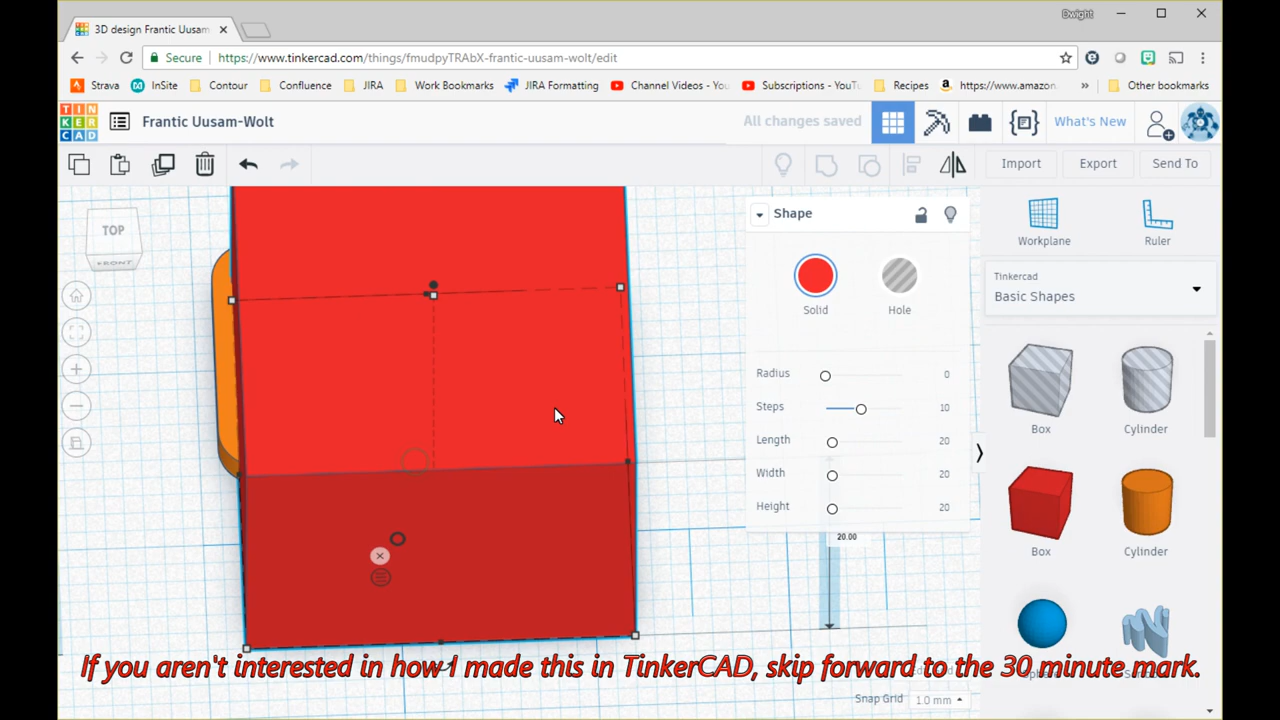 Dwight
3D design Frantic Uusam
Secure https://www.tinkercad.com/things/fmudpyTRAbX-frantic-uusam-wolt/edit
Strava InSite Contour Confluence JIRA Work Bookmarks JIRA Formatting Channel Videos - You Subscriptions - YouT Recipes https://www.amazon. » Other bookmarks
TIN
KER
CAD
Frantic Uusam-Wolt
All changes saved
What's New
Import Export Send To
TOP
FRONT
Shape
Solid Hole
Radius 0
Steps 10
Length 20
Width 20
Height 20
20.00
Workplane Ruler
Tinkercad
Basic Shapes
Box Cylinder
Box Cylinder
If you aren't interested in how I made this in TinkerCAD, skip forward to the 30 minute mark.
Snap Grid 1.0 mm